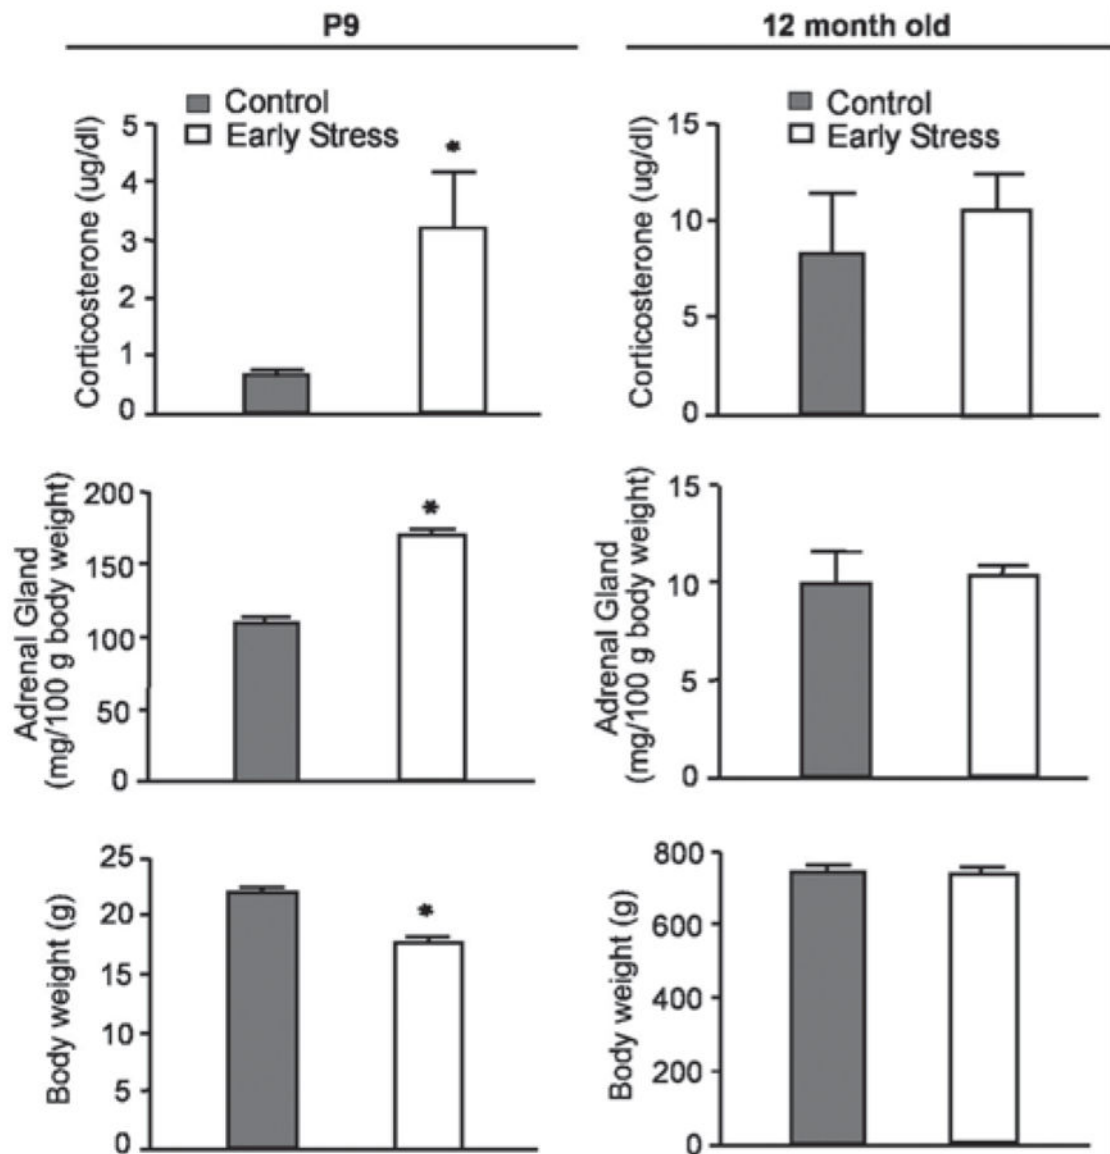 P9
12 month old
Control
Early Stress
Corticosterone (ug/dl)
5
4
3
2
1
0
*
Control
Early Stress
Corticosterone (ug/dl)
15
10
5
0
Adrenal Gland
(mg/100 g body weight)
200
150
100
50
0
*
Adrenal Gland
(mg/100 g body weight)
15
10
5
0
Body weight (g)
25
20
15
10
5
0
*
Body weight (g)
800
600
400
200
0